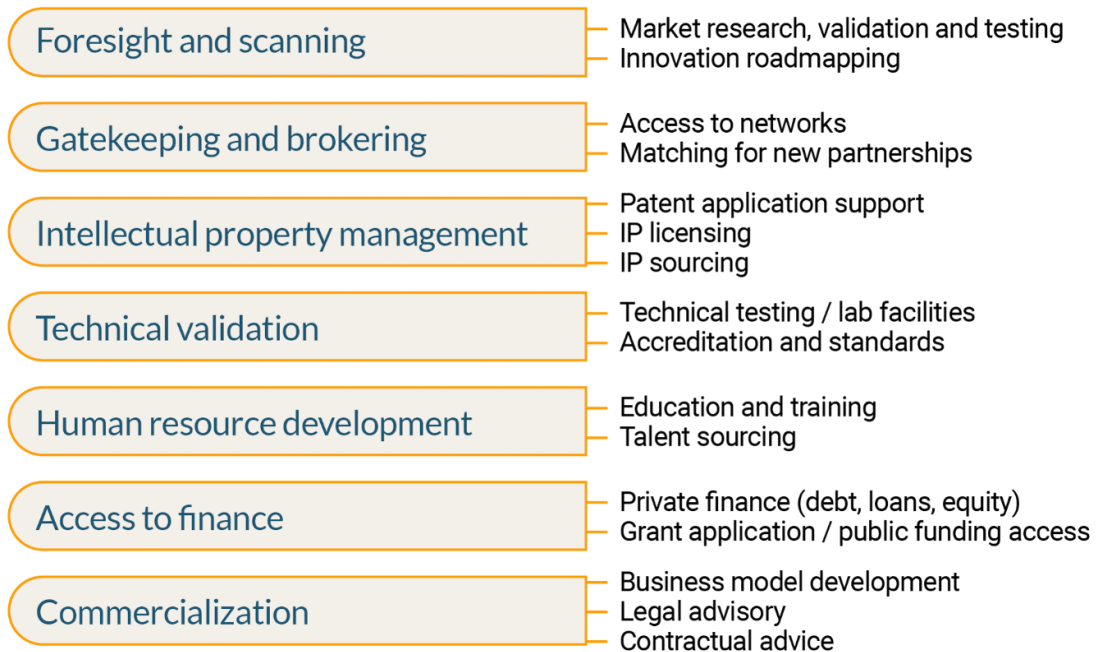 Foresight and scanning
Market research, validation and testing
Innovation roadmapping
Gatekeeping and brokering
Access to networks
Matching for new partnerships
Intellectual property management
Patent application support
IP licensing
IP sourcing
Technical validation
Technical testing / lab facilities
Accreditation and standards
Human resource development
Education and training
Talent sourcing
Access to finance
Private finance (debt, loans, equity)
Grant application / public funding access
Commercialization
Business model development
Legal advisory
Contractual advice